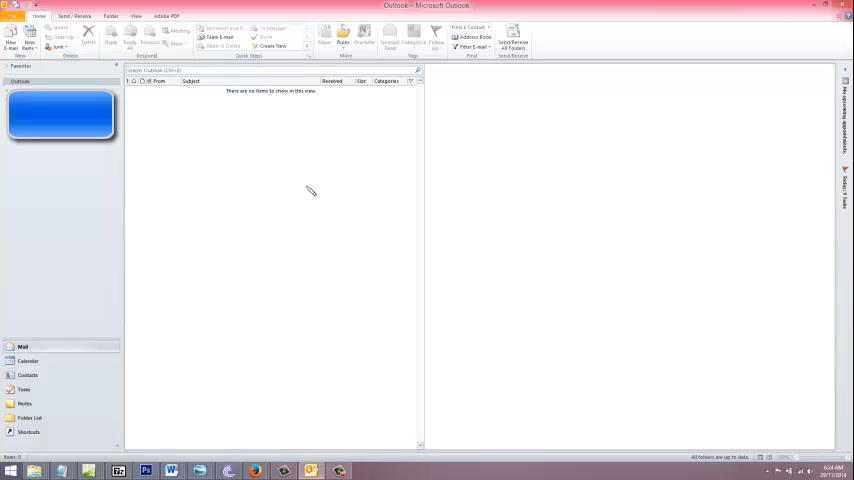 Outlook – Microsoft Outlook
File Home Send / Receive Folder View Adobe PDF
New E-mail
New Items
Ignore
Clean Up
Junk
Delete
Delete
Reply
Reply All
Forward
Meeting
More
Respond
Team E-mail
Reply & Delete
To Manager
Done
Create New
Quick Steps
Move
Rules
OneNote
Move
Unread/ Read
Categorize
Follow Up
Tags
Find a Contact
Address Book
Filter E-mail
Find
Send/Receive All Folders
Send/Receive
Favorites
Outlook
Search Outlook (Ctrl+E)
From Subject Received Size Categories
There are no items to show in this view.
No upcoming appointments.
Today: 9 Tasks
Mail
Calendar
Contacts
Tasks
Notes
Folder List
Shortcuts
Items: 0
All folders are up to date.
6:24 AM
29/11/2014